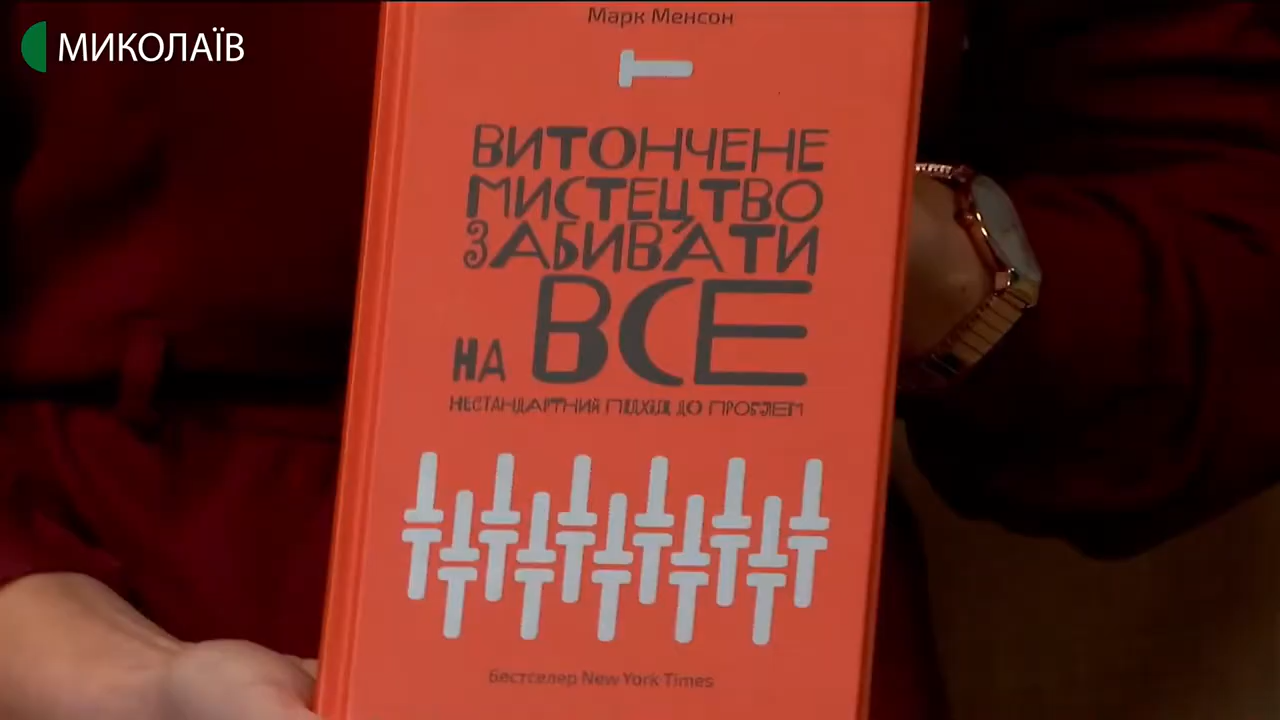 МИКОЛАЇВ
Марк Менсон
ВИТОНЧЕНЕ
МИСТЕЦТВО
ЗАБИВАТИ
НА ВСЕ
НЕСТАНДАРТНИЙ ПІДХІД ДО ПРОБЛЕМ
Бестселер New York Times